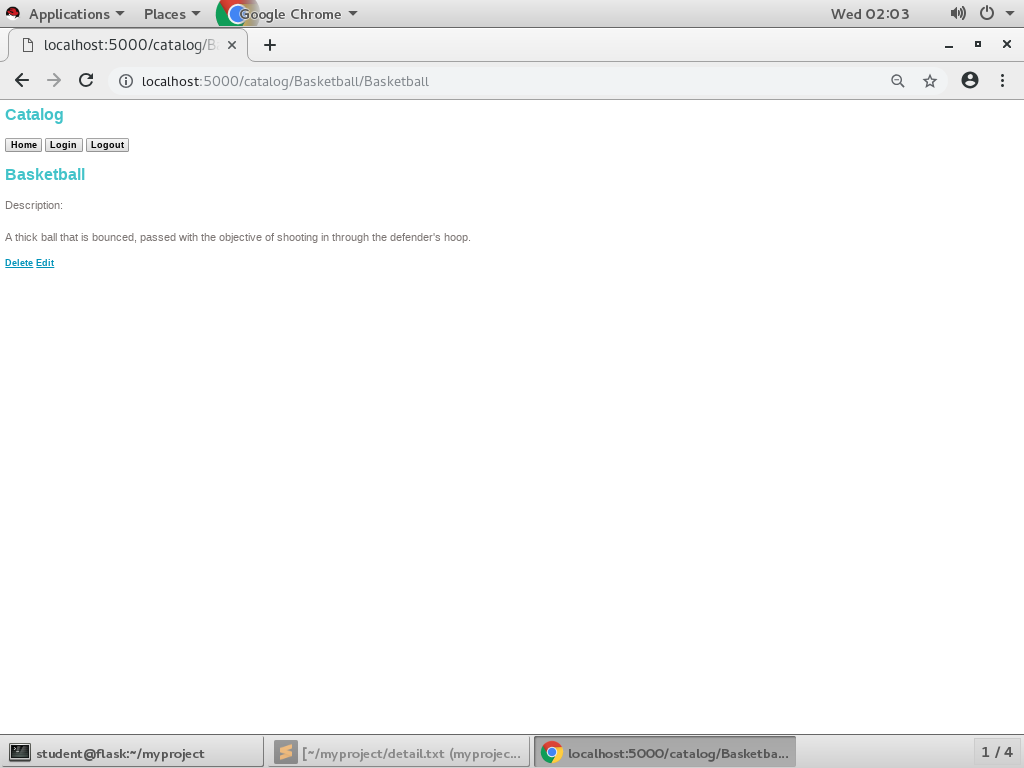 Applications Places Google Chrome Wed 02:03
localhost:5000/catalog/B
localhost:5000/catalog/Basketball/Basketball
Catalog
Home Login Logout
Basketball
Description:
A thick ball that is bounced, passed with the objective of shooting in through the defender's hoop.
Delete Edit
student@flask:~/myproject [~/myproject/detail.txt (myprojec... localhost:5000/catalog/Basketba... 1 / 4